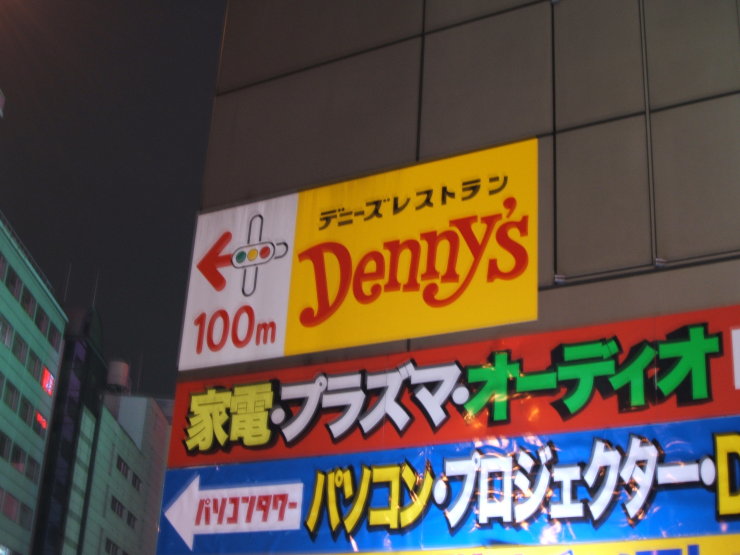 デニーズレストラン
Denny's
100m
家電・プラズマ・オーディオ
パソコンタワー
パソコン・プロジェクター・D